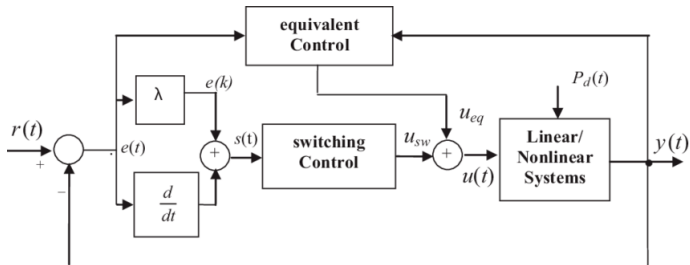 equivalent
Control
λ
e(k)
P_d(t)
r(t)
+
−
e(t)
+
s(t)
switching
Control
u_sw
u_eq
+
u(t)
Linear/
Nonlinear
Systems
y(t)
d
dt